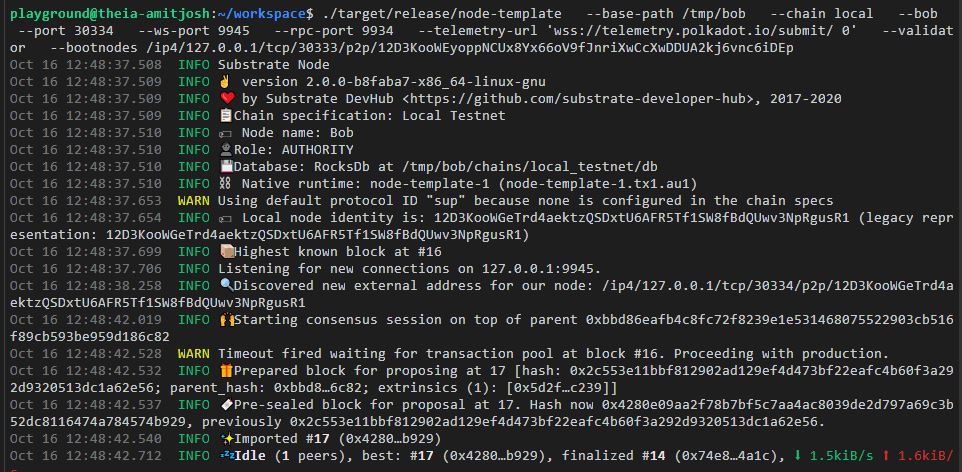 playground@theia-amitjosh:~/workspace$ ./target/release/node-template   --base-path /tmp/bob   --chain local   --bob
 --port 30334   --ws-port 9945   --rpc-port 9934   --telemetry-url 'wss://telemetry.polkadot.io/submit/ 0'   --validat
or   --bootnodes /ip4/127.0.0.1/tcp/30333/p2p/12D3KooWEyoppNCUx8Yx66oV9fJnriXwCcXwDDUA2kj6vnc6iDEp
Oct 16 12:48:37.508  INFO Substrate Node
Oct 16 12:48:37.509  INFO ✌️  version 2.0.0-b8faba7-x86_64-linux-gnu
Oct 16 12:48:37.509  INFO ❤️  by Substrate DevHub <https://github.com/substrate-developer-hub>, 2017-2020
Oct 16 12:48:37.509  INFO 📋Chain specification: Local Testnet
Oct 16 12:48:37.510  INFO 🏷  Node name: Bob
Oct 16 12:48:37.510  INFO 👤Role: AUTHORITY
Oct 16 12:48:37.510  INFO 💾Database: RocksDb at /tmp/bob/chains/local_testnet/db
Oct 16 12:48:37.510  INFO ⛓  Native runtime: node-template-1 (node-template-1.tx1.au1)
Oct 16 12:48:37.653  WARN Using default protocol ID "sup" because none is configured in the chain specs
Oct 16 12:48:37.654  INFO 🏷  Local node identity is: 12D3KooWGeTrd4aektzQSDxtU6AFR5Tf1SW8fBdQUwv3NpRgusR1 (legacy repr
esentation: 12D3KooWGeTrd4aektzQSDxtU6AFR5Tf1SW8fBdQUwv3NpRgusR1)
Oct 16 12:48:37.699  INFO 📦Highest known block at #16
Oct 16 12:48:37.706  INFO Listening for new connections on 127.0.0.1:9945.
Oct 16 12:48:38.258  INFO 🔍Discovered new external address for our node: /ip4/127.0.0.1/tcp/30334/p2p/12D3KooWGeTrd4a
ektzQSDxtU6AFR5Tf1SW8fBdQUwv3NpRgusR1
Oct 16 12:48:42.019  INFO 🙌Starting consensus session on top of parent 0xbbd86eafb4c8fc72f8239e1e531468075522903cb516
f89cb593be959d186c82
Oct 16 12:48:42.528  WARN Timeout fired waiting for transaction pool at block #16. Proceeding with production.
Oct 16 12:48:42.532  INFO 🎁Prepared block for proposing at 17 [hash: 0x2c553e11bbf812902ad129ef4d473bf22eafc4b60f3a29
2d9320513dc1a62e56; parent_hash: 0xbbd8…6c82; extrinsics (1): [0x5d2f…c239]]
Oct 16 12:48:42.537  INFO 🔖Pre-sealed block for proposal at 17. Hash now 0x4280e09aa2f78b7bf5c7aa4ac8039de2d797a69c3b
52dc8116474a784574b929, previously 0x2c553e11bbf812902ad129ef4d473bf22eafc4b60f3a292d9320513dc1a62e56.
Oct 16 12:48:42.540  INFO ✨Imported #17 (0x4280…b929)
Oct 16 12:48:42.712  INFO 💤Idle (1 peers), best: #17 (0x4280…b929), finalized #14 (0x74e8…4a1c), ⬇ 1.5kiB/s ⬆ 1.6kiB/